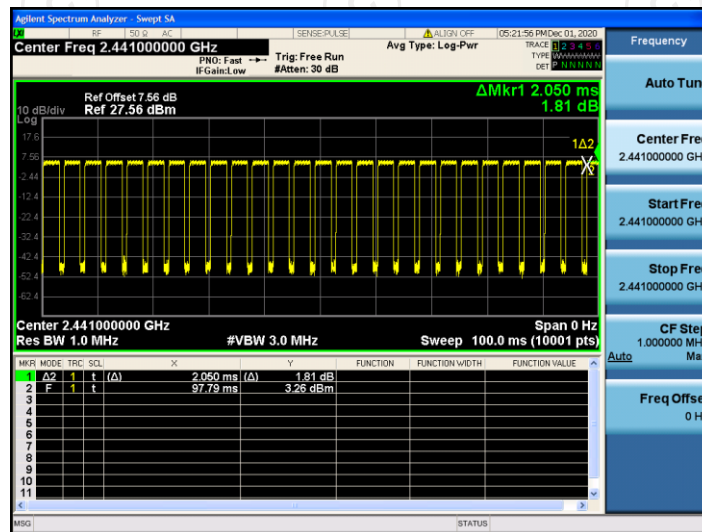 Agilent Spectrum Analyzer - Swept SA
RF 50 Ω AC SENSE:PULSE ALIGN OFF 05:21:56 PM Dec 01, 2020
Center Freq 2.441000000 GHz Avg Type: Log-Pwr TRACE 1 2 3 4 5 6
PNO: Fast Trig: Free Run TYPE WWWWWW
IFGain:Low #Atten: 30 dB DET P N N N N N
ΔMkr1 2.050 ms
1.81 dB
Ref Offset 7.56 dB
10 dB/div Ref 27.56 dBm
Log
17.6
7.56
-2.44
-12.4
-22.4
-32.4
-42.4
-52.4
-62.4
1Δ2
Center 2.441000000 GHz Span 0 Hz
Res BW 1.0 MHz #VBW 3.0 MHz Sweep 100.0 ms (10001 pts)
MKR MODE TRC SCL X Y FUNCTION FUNCTION WIDTH FUNCTION VALUE
1 Δ2 1 t (Δ) 2.050 ms (Δ) 1.81 dB
2 F 1 t 97.79 ms 3.26 dBm
3
4
5
6
7
8
9
10
11
MSG STATUS
Frequency
Auto Tun
Center Fre
2.441000000 GH
Start Fre
2.441000000 GH
Stop Fre
2.441000000 GH
CF Ste
1.000000 MH
Auto Ma
Freq Offse
0 H